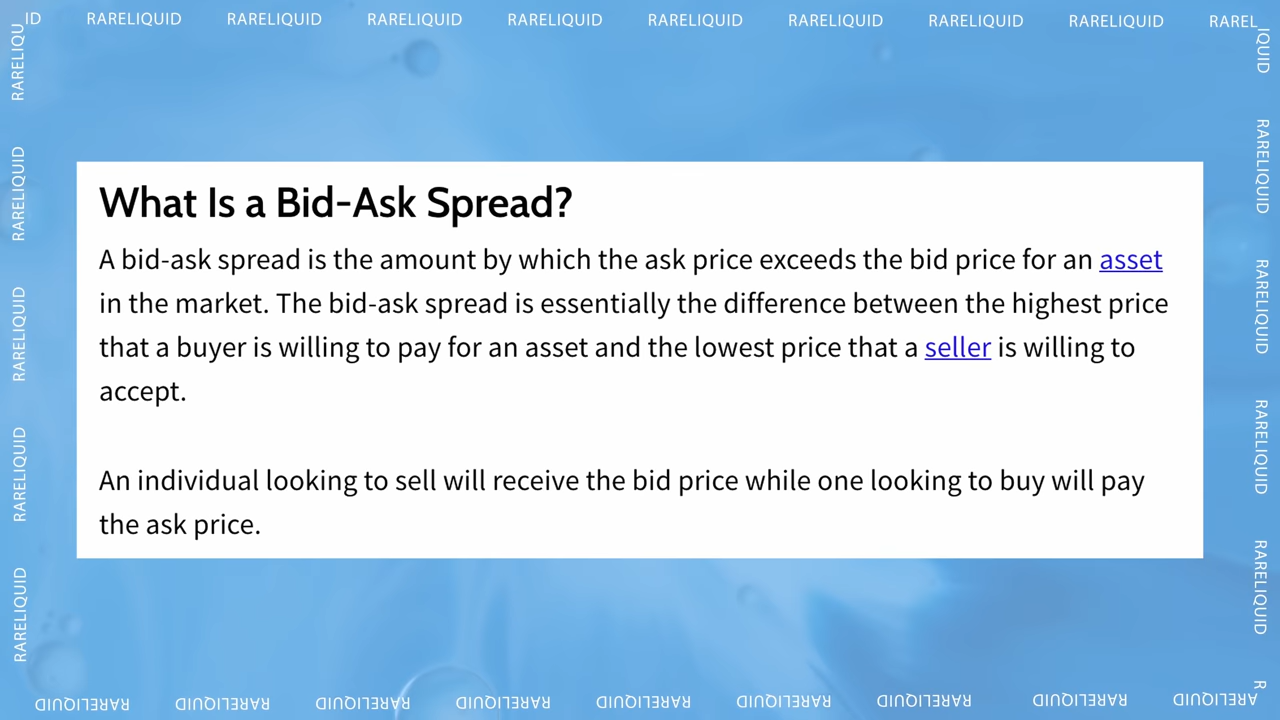 ID RARELIQUID RARELIQUID RARELIQUID RARELIQUID RARELIQUID RARELIQUID RARELIQUID RARELIQUID RAREL
IQUID
RARELIQUID
RARELIQUID
RARELIQUID
RARELIQUID
R
RARELIQU
RARELIQUID
RARELIQUID
RARELIQUID
RARELIQUID
What Is a Bid-Ask Spread?
A bid-ask spread is the amount by which the ask price exceeds the bid price for an asset
in the market. The bid-ask spread is essentially the difference between the highest price
that a buyer is willing to pay for an asset and the lowest price that a seller is willing to
accept.
An individual looking to sell will receive the bid price while one looking to buy will pay
the ask price.
RARELIQUID RARELIQUID RARELIQUID RARELIQUID RARELIQUID RARELIQUID RARELIQUID RARELIQUID RARELIQUID